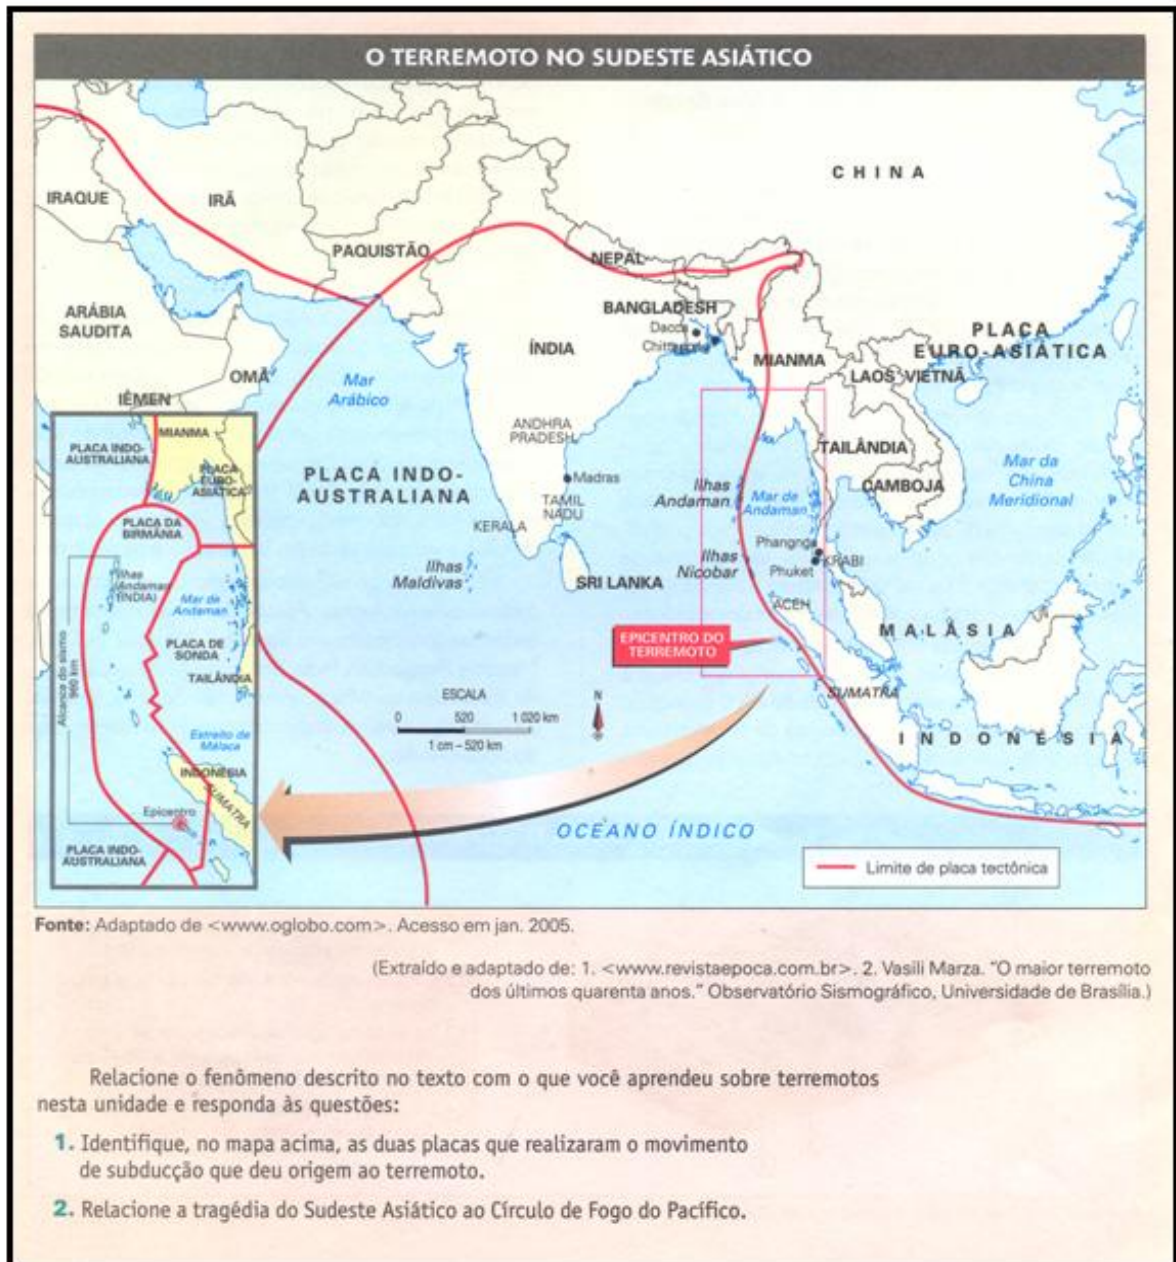 O TERREMOTO NO SUDESTE ASIÁTICO
CHINA
IRAQUE
IRÃ
PAQUISTÃO
NEPAL
ARÁBIA
SAUDITA
BANGLADESH
Dacca
ÍNDIA
MIANMA
PLACA
EURO-ASIÁTICA
LAOS
VIETNÃ
OMÃ
Mar
Arábico
IÊMEN
ANDHRA
PRADESH
TAILÂNDIA
PLACA INDO-
AUSTRALIANA
Madras
Ilhas
Andaman
Mar de
Andaman
CAMBOJA
Mar da
China
Meridional
TAMIL
NADU
KERALA
Phangnga
KRABI
Phuket
Ilhas
Maldivas
SRI LANKA
Ilhas
Nicobar
ACEH
MALÁSIA
EPICENTRO DO
TERREMOTO
SUMATRA
INDONÉSIA
ESCALA
0 520 1 020 km
1 cm – 520 km
N
OCEANO ÍNDICO
Limite de placa tectônica
MIANMA
PLACA INDO-
AUSTRALIANA
PLACA
EURO-
ASIÁTICA
PLACA DA
BIRMÂNIA
Ilhas
Andaman
(ÍNDIA)
Mar de
Andaman
PLACA DE
SONDA
TAILÂNDIA
Alcance do sismo
960 km
Estreito de
Málaca
INDONÉSIA
SUMATRA
Epicentro
PLACA INDO-
AUSTRALIANA
Fonte: Adaptado de <www.oglobo.com>. Acesso em jan. 2005.
(Extraído e adaptado de: 1. <www.revistaepoca.com.br>. 2. Vasili Marza. "O maior terremoto
dos últimos quarenta anos." Observatório Sismográfico, Universidade de Brasília.)
Relacione o fenômeno descrito no texto com o que você aprendeu sobre terremotos
nesta unidade e responda às questões:
1. Identifique, no mapa acima, as duas placas que realizaram o movimento
de subducção que deu origem ao terremoto.
2. Relacione a tragédia do Sudeste Asiático ao Círculo de Fogo do Pacífico.